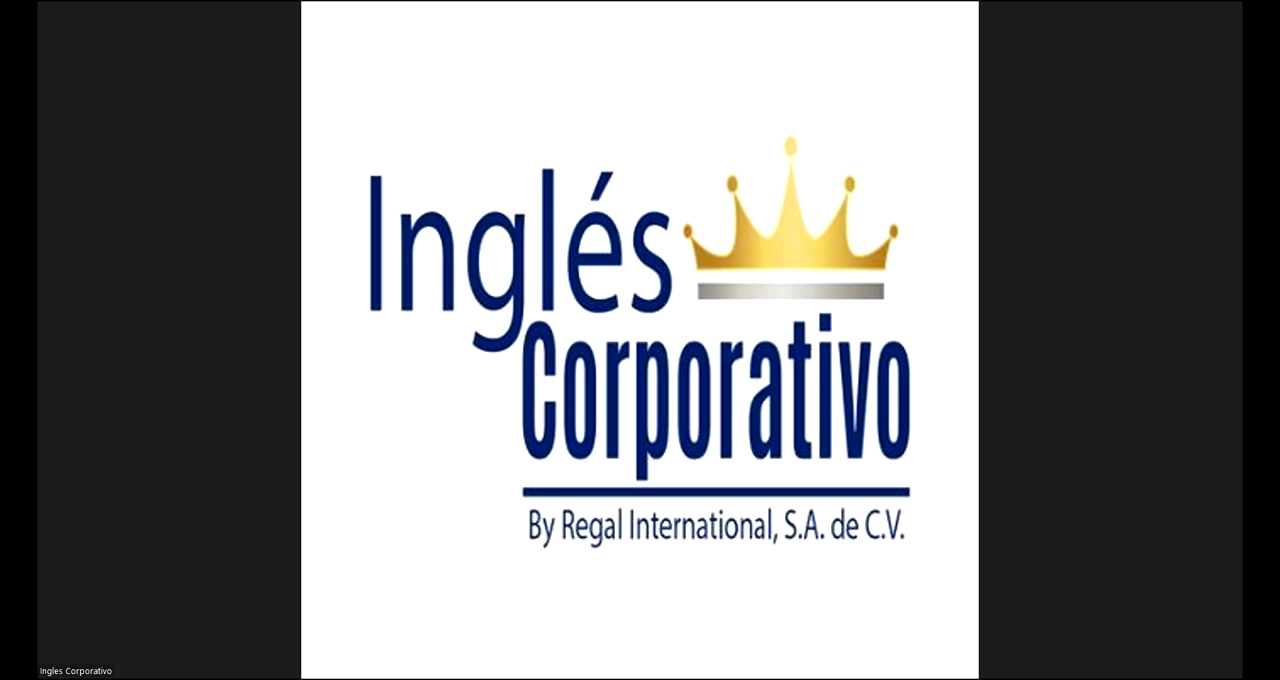 Inglés
Corporativo
By Regal International, S.A. de C.V.
Ingles Corporativo